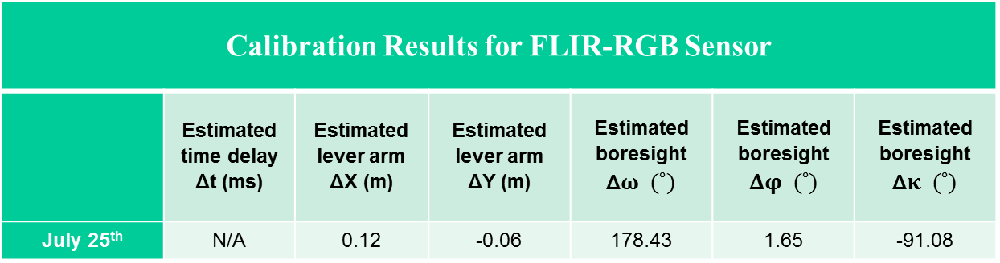 Calibration Results for FLIR-RGB Sensor
Estimated time delay Δt (ms)
Estimated lever arm ΔX (m)
Estimated lever arm ΔY (m)
Estimated boresight Δω (°)
Estimated boresight Δφ (°)
Estimated boresight Δκ (°)
July 25th N/A 0.12 -0.06 178.43 1.65 -91.08